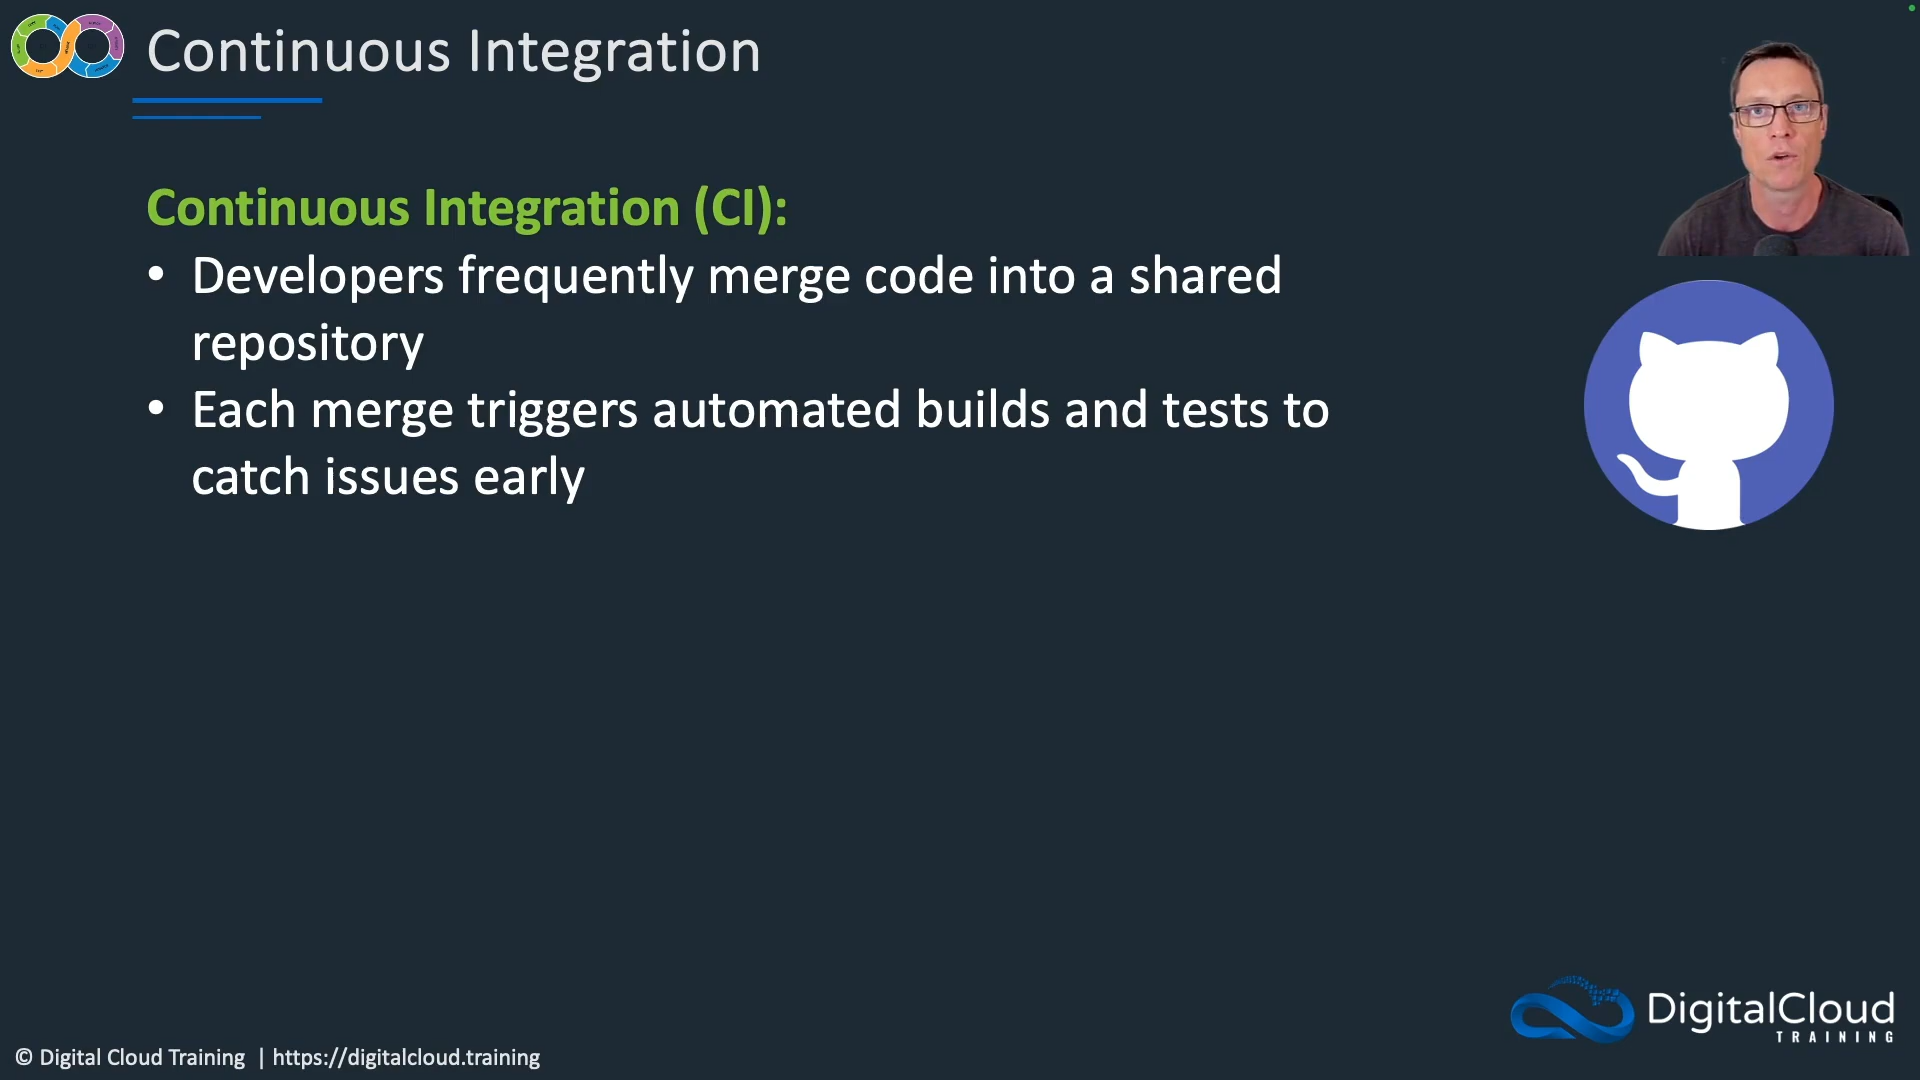 Continuous Integration
Continuous Integration (CI):
• Developers frequently merge code into a shared
repository
• Each merge triggers automated builds and tests to
catch issues early
DigitalCloud
TRAINING
© Digital Cloud Training | https://digitalcloud.training